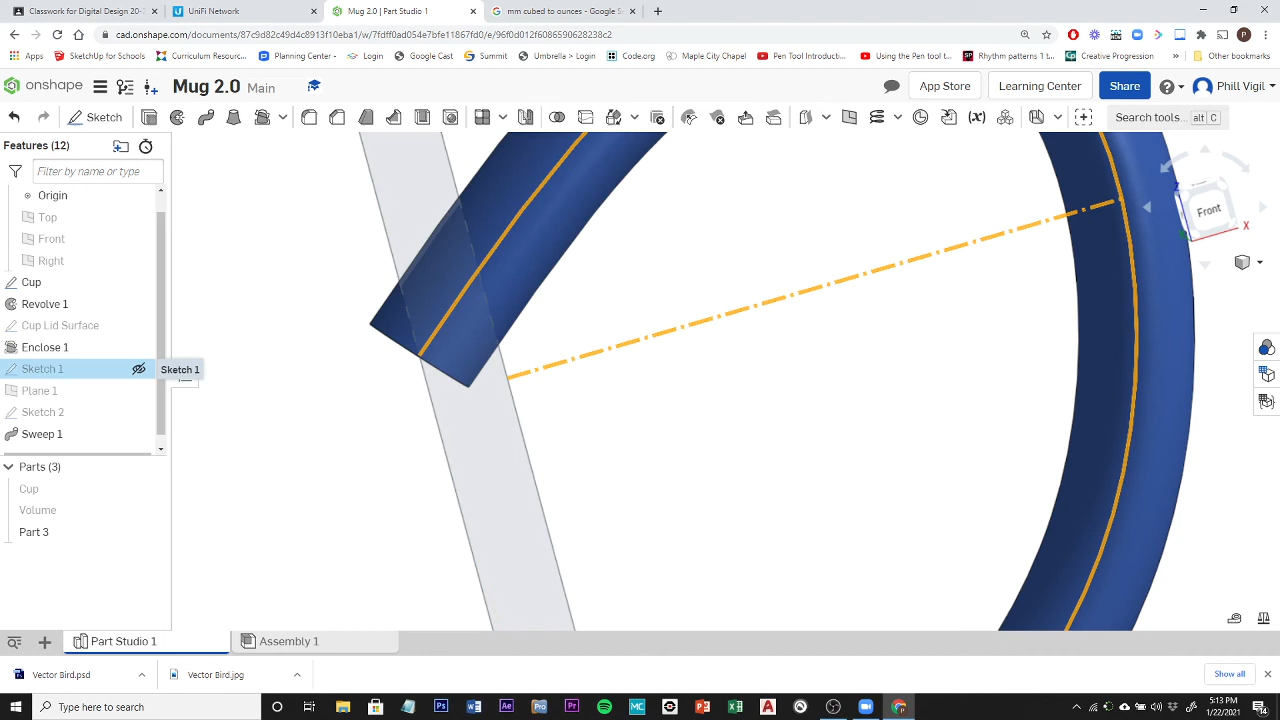 Classwork for Digital Design 20-
UniFi Network
Mug 2.0 | Part Studio 1
mm cubed to ounces - Google Se
cad.onshape.com/documents/87c9d82c49d4c8913f10eba1/w/7fdff0ad054e7bfe11867f6d/e/96f0d012f6086590628238c2
Apps
SketchUp for Schools
Curriculum Resourc...
Planning Center
Tim
Google Cast
Summit
Umbrella > Login
Code.org
Maple City Chapel
Pen Tool Introducti...
Using the Pen tool f...
Rhythm patterns 1 t...
Creative Progression
Other bookmarks
onshape
Mug 2.0 Main
App Store
Learning Center
Share
Phill Vigil
Sketch
Search tools...
alt C
Features (12)
Filter by name or type
Origin
Top
Front
Right
Cup
Revolve 1
Cup Lid Surface
Enclose 1
Sketch 1
Sketch 1
Plane 1
Sketch 2
Sweep 1
Parts (3)
Cup
Volume
Part 3
Z
Front
X
Part Studio 1
Assembly 1
Vector Bird.psd
Vector Bird.jpg
Show all
Type here to search
5:13 PM
1/22/2021